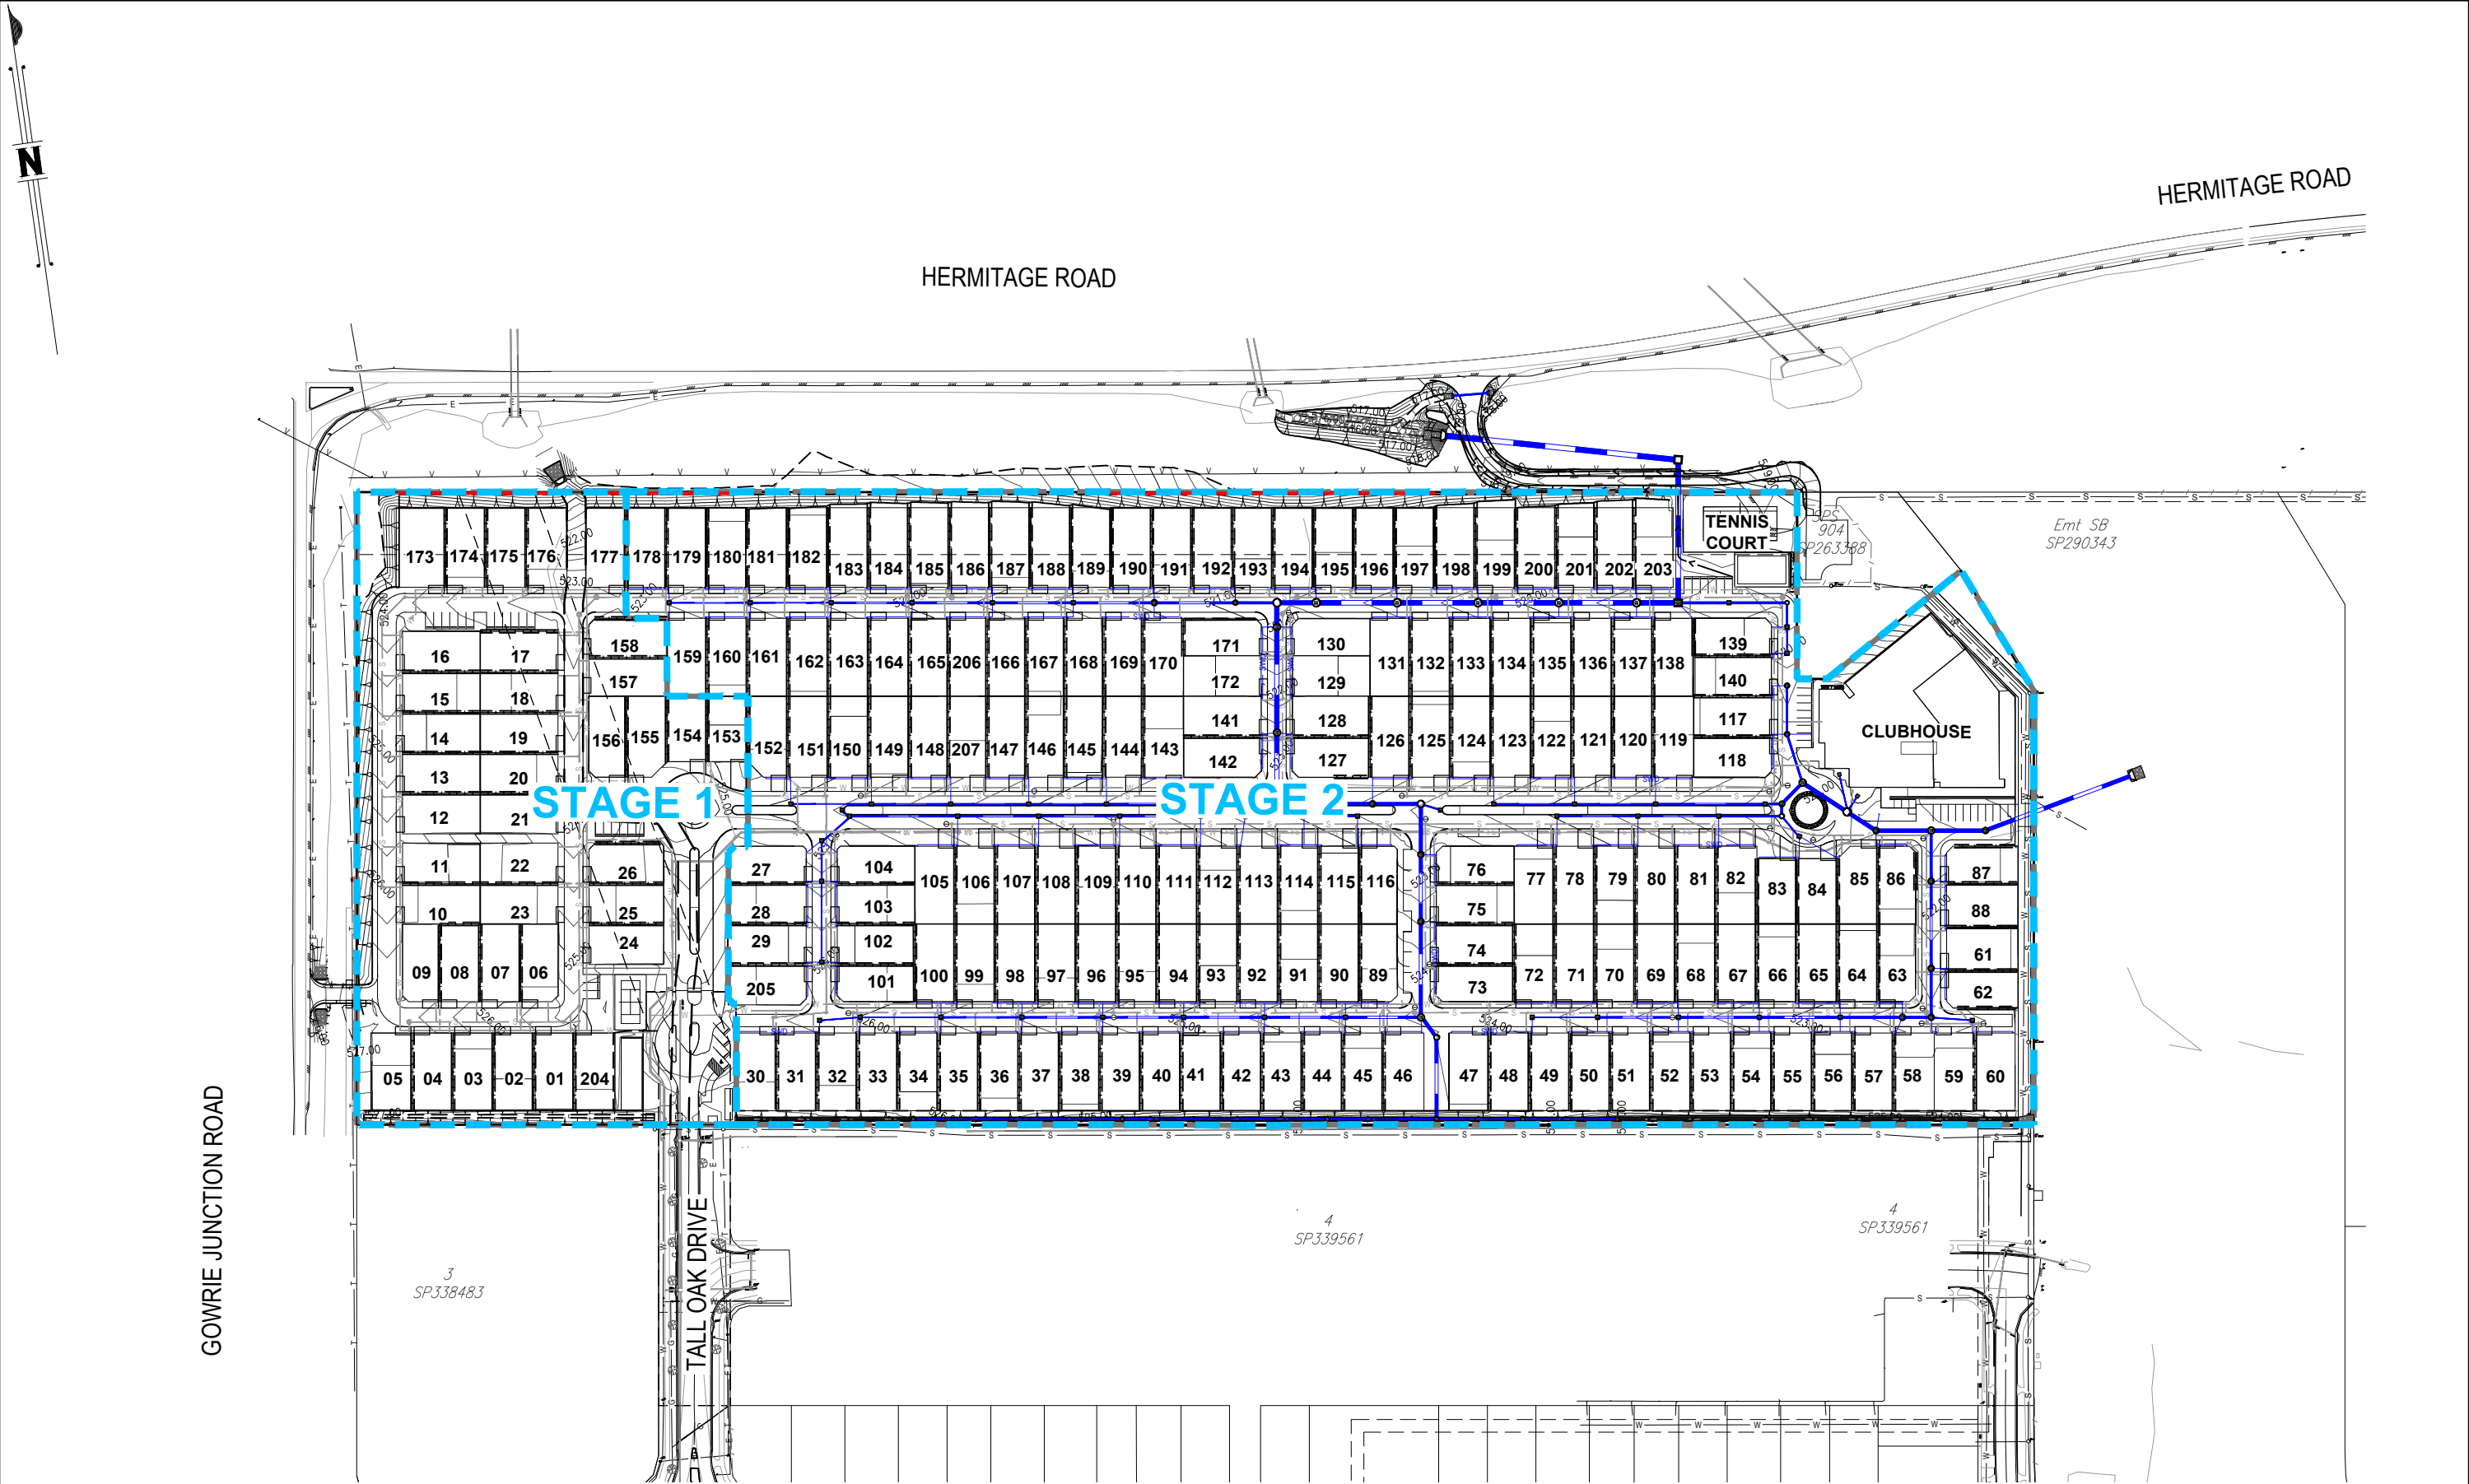 N
HERMITAGE ROAD
HERMITAGE ROAD
TENNIS
COURT
SPS
904
SP263388
Emt SB
SP290343
173 174 175 176 177 178 179 180 181 182 183 184 185 186 187 188 189 190 191 192 193 194 195 196 197 198 199 200 201 202 203
522.00
523.00
16 17 158 159 160 161 162 163 164 165 206 166 167 168 169 170 171 130 131 132 133 134 135 136 137 138 139
157 172 129 140
15 18
14 19 156 155 154 153 152 151 150 149 148 207 147 146 145 144 143 141 128 126 125 124 123 122 121 120 119 117
142 127 118
CLUBHOUSE
13 20
STAGE 1
STAGE 2
12 21
11 22 26 27 104 105 106 107 108 109 110 111 112 113 114 115 116 76 77 78 79 80 81 82 83 84 85 86 87
10 23 25 28 103 75 88
24 29 102 74 61
09 08 07 06 205 101 100 99 98 97 96 95 94 93 92 91 90 89 73 72 71 70 69 68 67 66 65 64 63 62
527.00
05 04 03 02 01 204 30 31 32 33 34 35 36 37 38 39 40 41 42 43 44 45 46 47 48 49 50 51 52 53 54 55 56 57 58 59 60
GOWRIE JUNCTION ROAD
TALL OAK DRIVE
3
SP338483
4
SP339561
4
SP339561